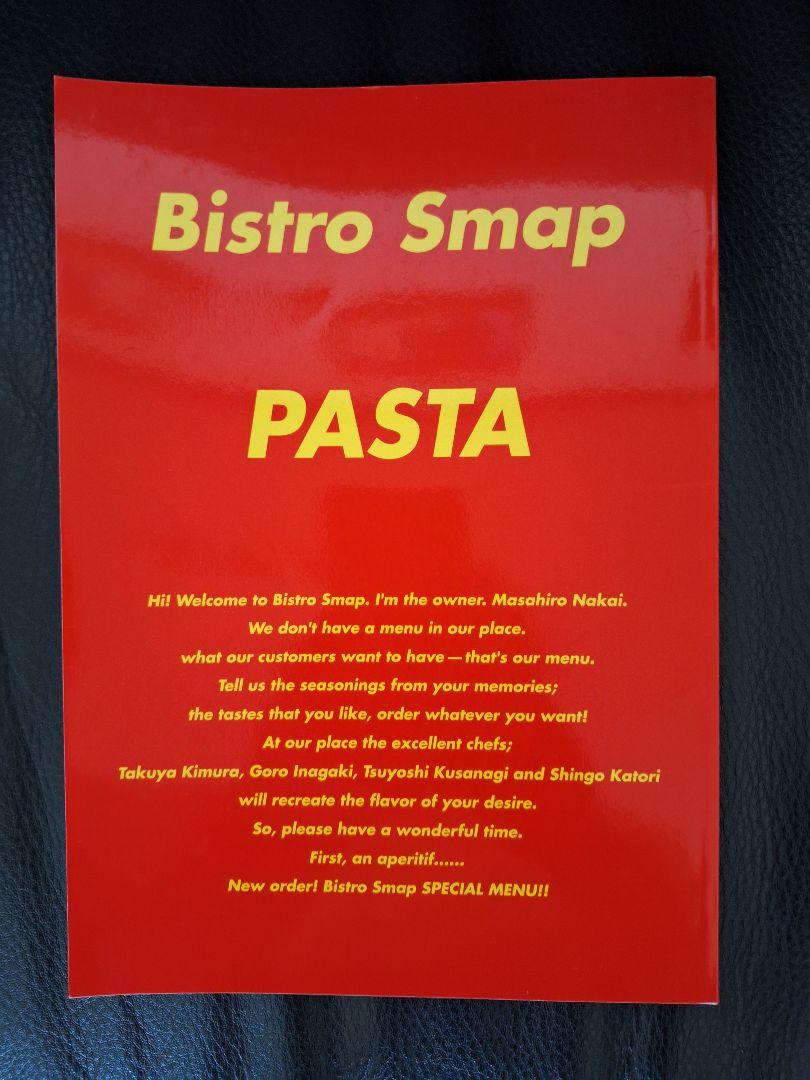 Bistro Smap
PASTA
Hi! Welcome to Bistro Smap. I'm the owner. Masahiro Nakai.
We don't have a menu in our place.
what our customers want to have—that's our menu.
Tell us the seasonings from your memories;
the tastes that you like, order whatever you want!
At our place the excellent chefs;
Takuya Kimura, Goro Inagaki, Tsuyoshi Kusanagi and Shingo Katori
will recreate the flavor of your desire.
So, please have a wonderful time.
First, an aperitif......
New order! Bistro Smap SPECIAL MENU!!